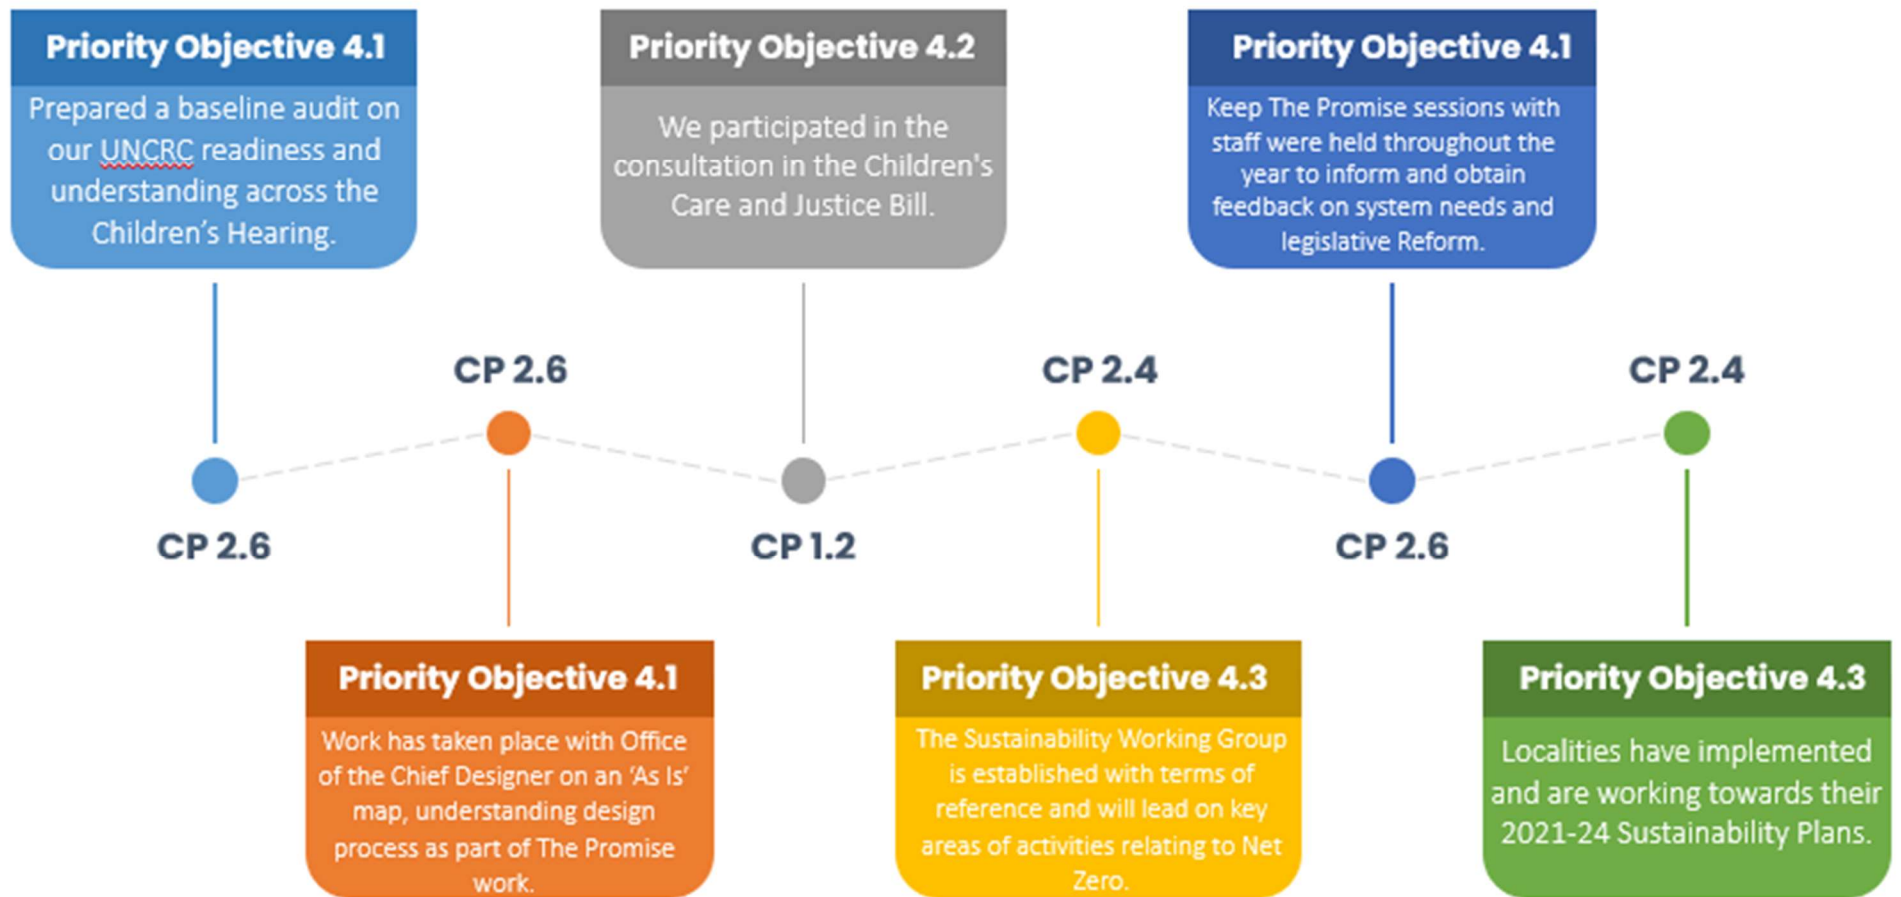 Priority Objective 4.1
Prepared a baseline audit on
our UNCRC readiness and
understanding across the
Children’s Hearing.
Priority Objective 4.2
We participated in the
consultation in the Children's
Care and Justice Bill.
Priority Objective 4.1
Keep The Promise sessions with
staff were held throughout the
year to inform and obtain
feedback on system needs and
legislative Reform.
CP 2.6
CP 2.4
CP 2.4
CP 2.6
CP 1.2
CP 2.6
Priority Objective 4.1
Work has taken place with Office
of the Chief Designer on an ‘As Is’
map, understanding design
process as part of The Promise
work.
Priority Objective 4.3
The Sustainability Working Group
is established with terms of
reference and will lead on key
areas of activities relating to Net
Zero.
Priority Objective 4.3
Localities have implemented
and are working towards their
2021-24 Sustainability Plans.